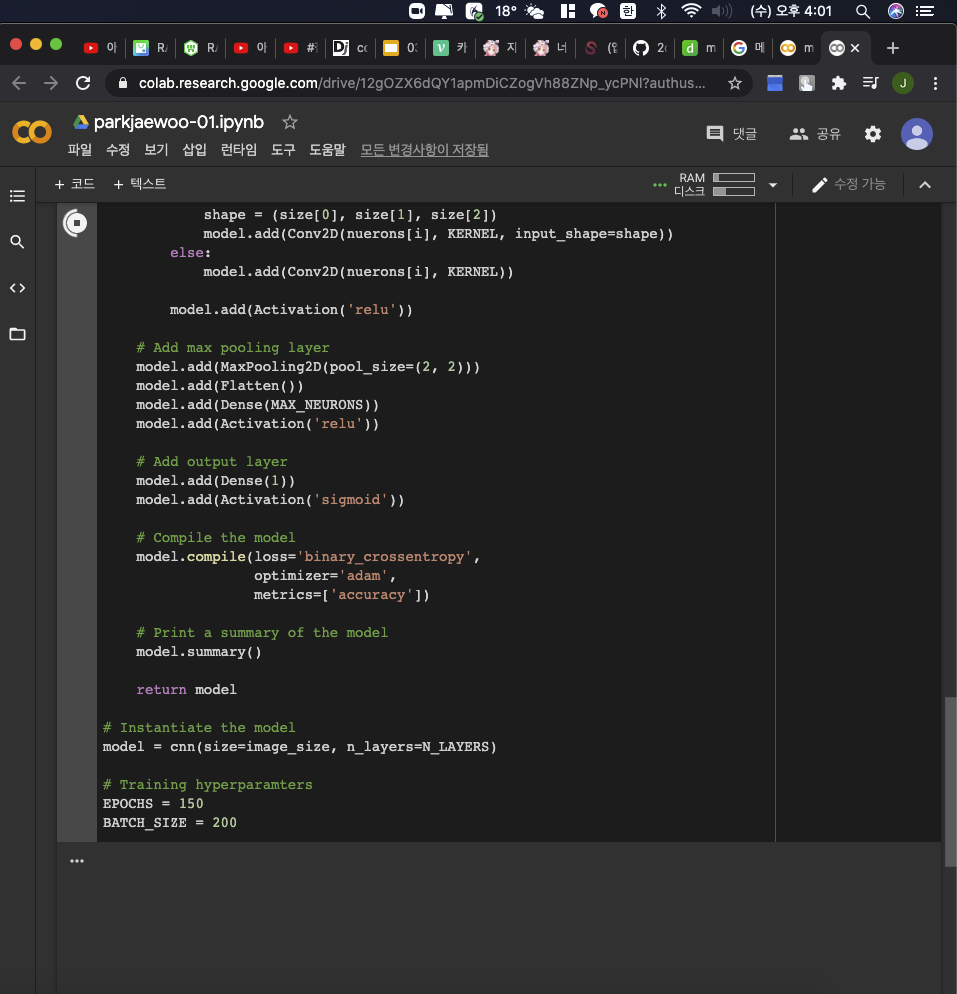 18° (수) 오후 4:01
아 R/ R/ 아 #: cc 카 지 너 m 메 m
colab.research.google.com/drive/12gOZX6dQY1apmDiCZogVh88ZNp_ycPNl?authus...
J
parkjaewoo-01.ipynb
댓글 공유
파일 수정 보기 삽입 런타임 도구 도움말 모든 변경사항이 저장됨
+ 코드 + 텍스트
RAM
디스크
수정 가능
shape = (size[0], size[1], size[2])
model.add(Conv2D(nuerons[i], KERNEL, input_shape=shape))
else:
model.add(Conv2D(nuerons[i], KERNEL))
model.add(Activation('relu'))
# Add max pooling layer
model.add(MaxPooling2D(pool_size=(2, 2)))
model.add(Flatten())
model.add(Dense(MAX_NEURONS))
model.add(Activation('relu'))
# Add output layer
model.add(Dense(1))
model.add(Activation('sigmoid'))
# Compile the model
model.compile(loss='binary_crossentropy',
optimizer='adam',
metrics=['accuracy'])
# Print a summary of the model
model.summary()
return model
# Instantiate the model
model = cnn(size=image_size, n_layers=N_LAYERS)
# Training hyperparamters
EPOCHS = 150
BATCH_SIZE = 200